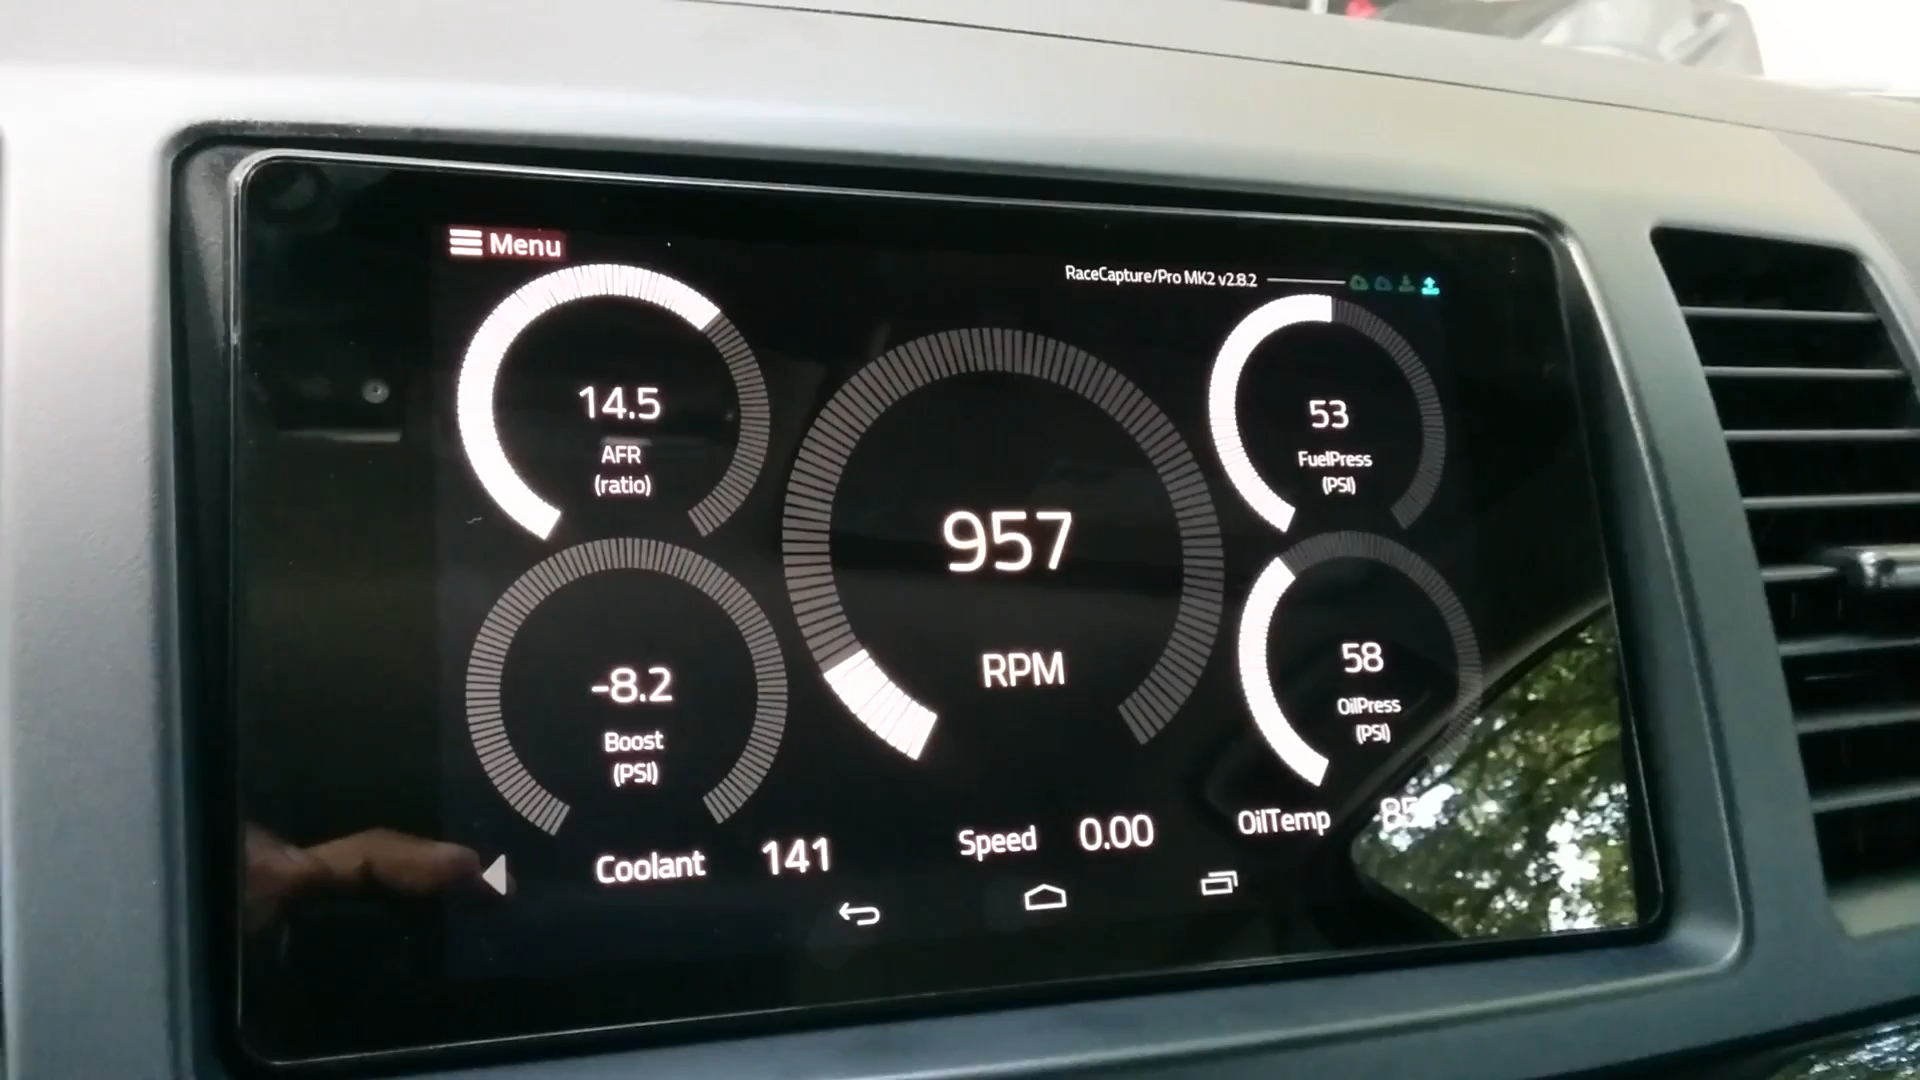 Menu
RaceCapture/Pro MK2 v2.8.2
14.5
AFR
(ratio)
53
FuelPress
(PSI)
957
RPM
-8.2
Boost
(PSI)
58
OilPress
(PSI)
Coolant 141
Speed 0.00
OilTemp -85